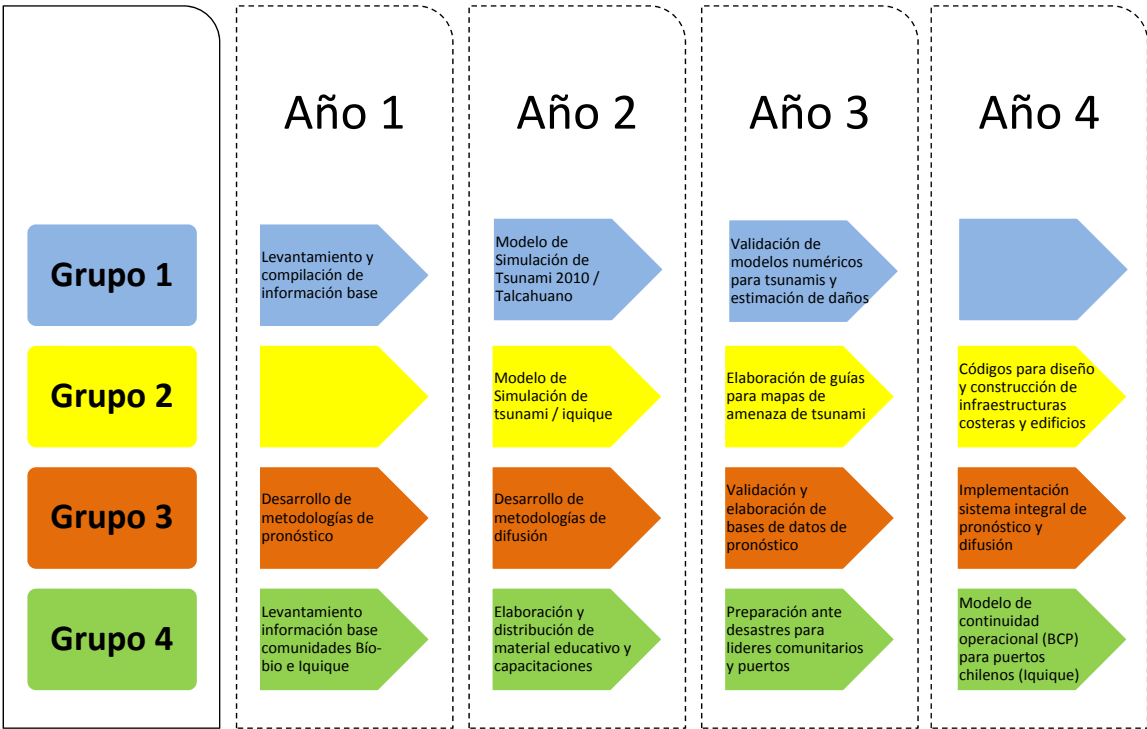 Año 1
Año 2
Año 3
Año 4
Grupo 1
Levantamiento y
compilación de
información base
Modelo de
Simulación de
Tsunami 2010 /
Talcahuano
Validación de
modelos numéricos
para tsunamis y
estimación de daños
Grupo 2
Modelo de
Simulación de
tsunami / iquique
Elaboración de guías
para mapas de
amenaza de tsunami
Códigos para diseño
y construcción de
infraestructuras
costeras y edificios
Grupo 3
Desarrollo de
metodologías de
pronóstico
Desarrollo de
metodologías de
difusión
Validación y
elaboración de
bases de datos de
pronóstico
Implementación
sistema integral de
pronóstico y
difusión
Grupo 4
Levantamiento
información base
comunidades Bío-
bio e Iquique
Elaboración y
distribución de
material educativo y
capacitaciones
Preparación ante
desastres para
lideres comunitarios
y puertos
Modelo de
continuidad
operacional (BCP)
para puertos
chilenos (Iquique)